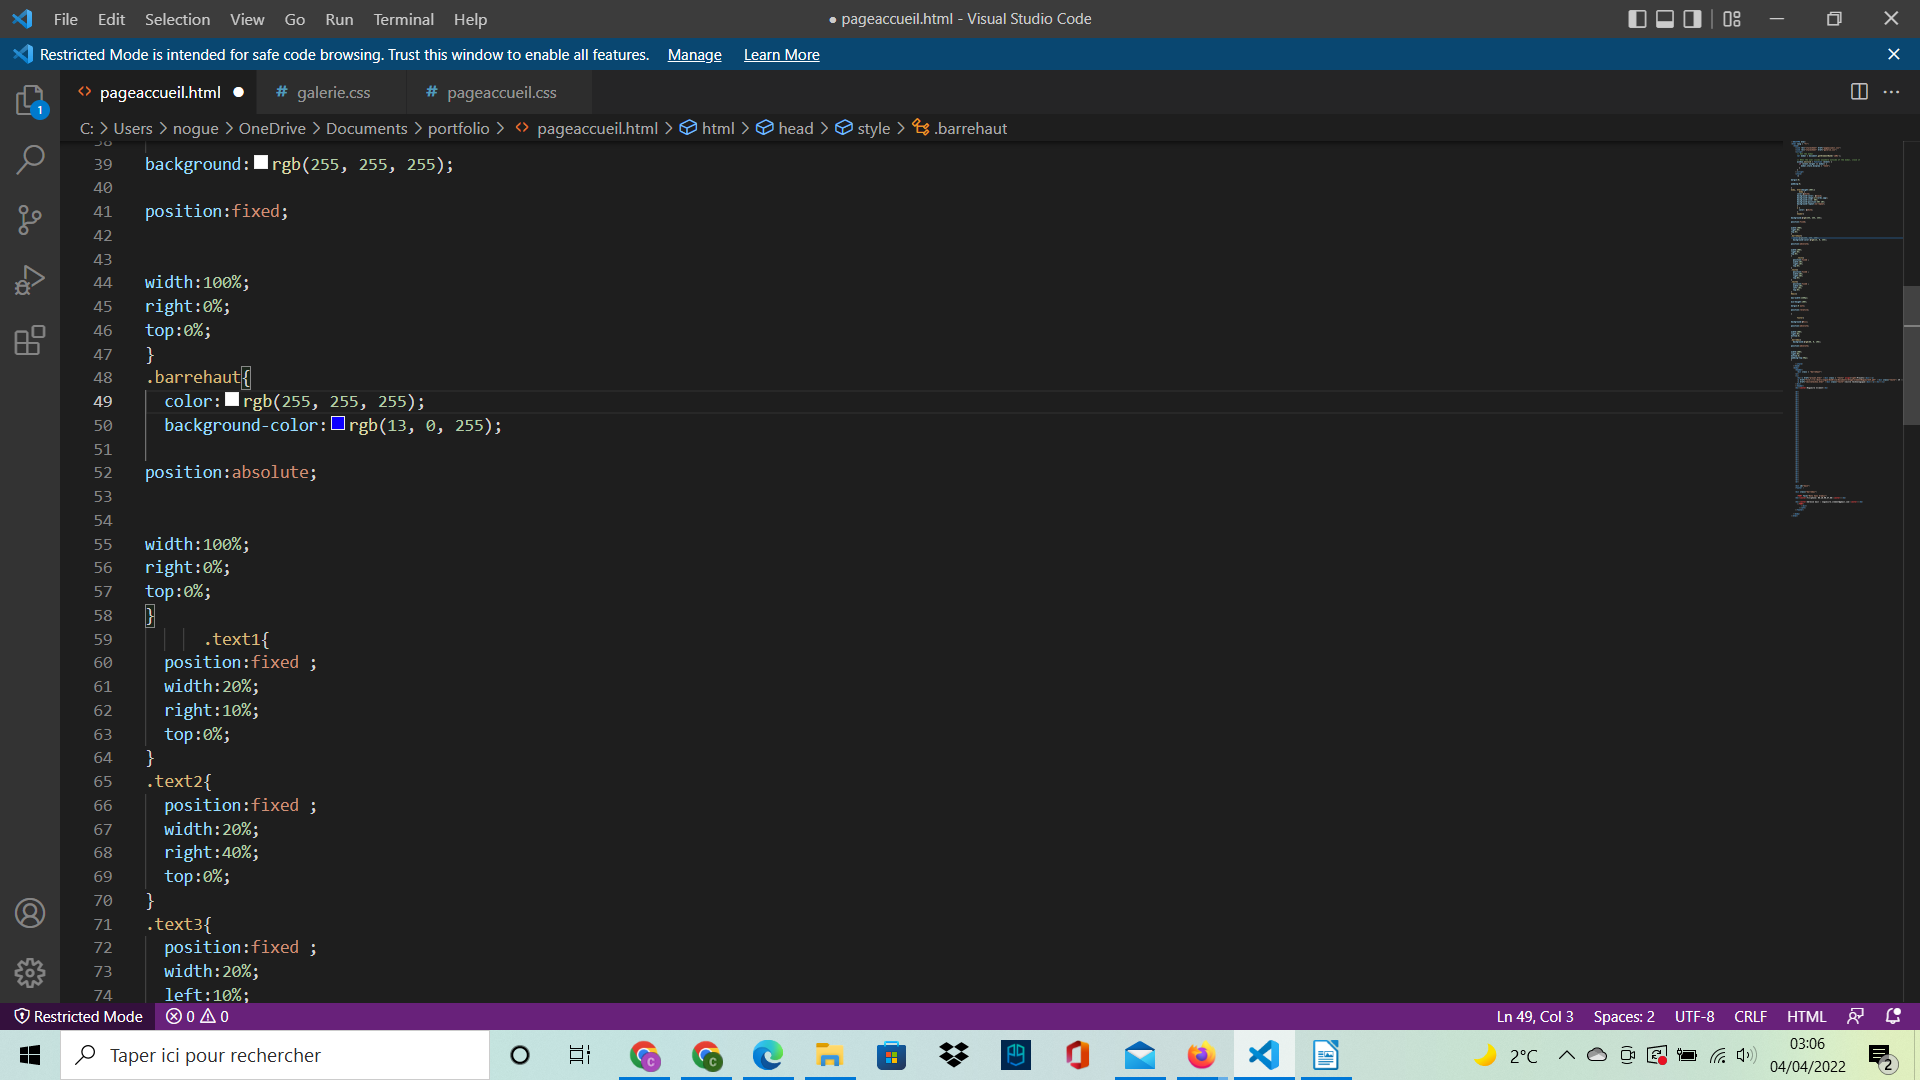 File Edit Selection View Go Run Terminal Help
● pageaccueil.html - Visual Studio Code
Restricted Mode is intended for safe code browsing. Trust this window to enable all features. Manage Learn More
1
<> pageaccueil.html ●
# galerie.css
# pageaccueil.css
C: > Users > nogue > OneDrive > Documents > portfolio > <> pageaccueil.html > html > head > style > .barrehaut
38
39 background: rgb(255, 255, 255);
40
41 position:fixed;
42
43
44 width:100%;
45 right:0%;
46 top:0%;
47 }
48 .barrehaut{
49 color: rgb(255, 255, 255);
50 background-color: rgb(13, 0, 255);
51
52 position:absolute;
53
54
55 width:100%;
56 right:0%;
57 top:0%;
58 }
59 .text1{
60 position:fixed ;
61 width:20%;
62 right:10%;
63 top:0%;
64 }
65 .text2{
66 position:fixed ;
67 width:20%;
68 right:40%;
69 top:0%;
70 }
71 .text3{
72 position:fixed ;
73 width:20%;
74 left:10%;
Restricted Mode 0 0
Ln 49, Col 3 Spaces: 2 UTF-8 CRLF HTML
Taper ici pour rechercher
2°C
03:06
04/04/2022
2